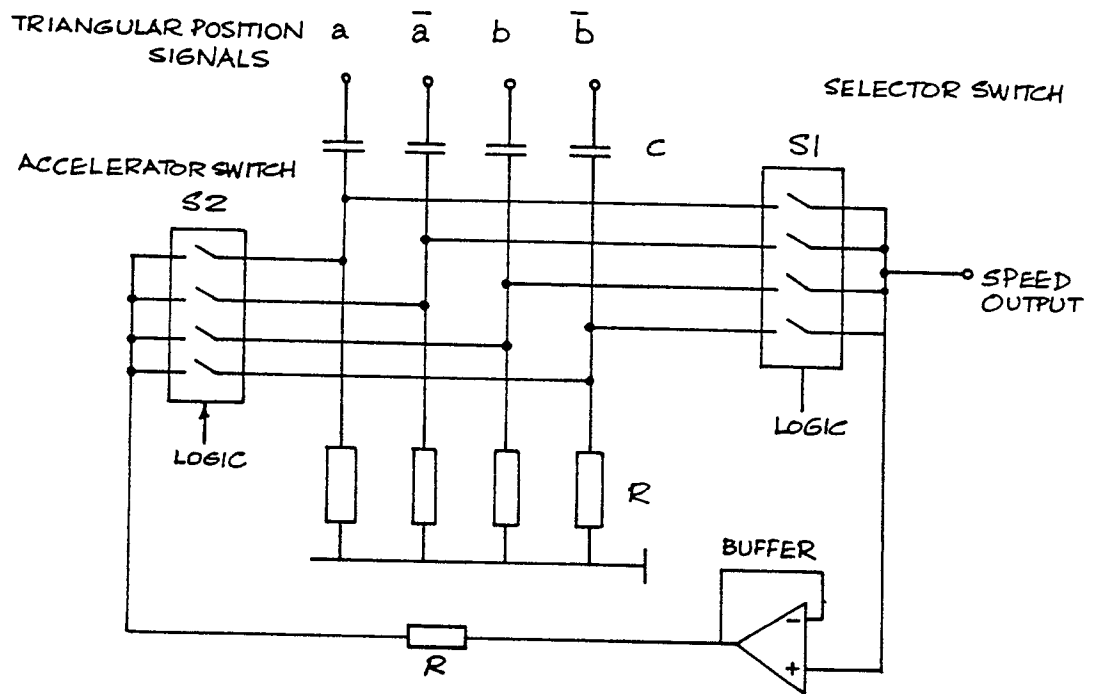 TRIANGULAR POSITION
SIGNALS
a
a̅
b
b̅
SELECTOR SWITCH
C
S1
ACCELERATOR SWITCH
S2
SPEED
OUTPUT
LOGIC
LOGIC
R
BUFFER
−
+
R